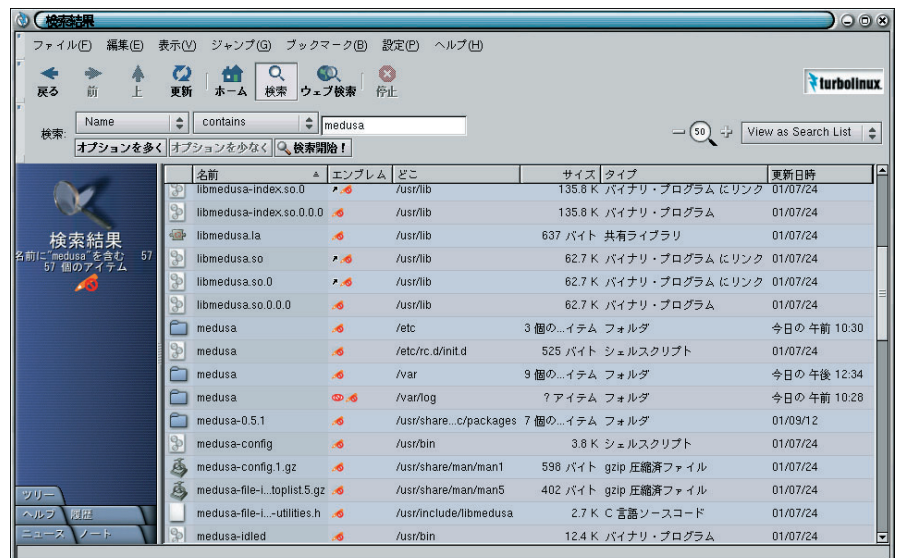 検索結果
ファイル(F) 編集(E) 表示(V) ジャンプ(G) ブックマーク(B) 設定(P) ヘルプ(H)
戻る 前 上 更新 ホーム 検索 ウェブ検索 停止
turbolinux
検索: Name contains medusa
50 View as Search List
オプションを多く オプションを少なく 検索開始!
名前 エンブレム どこ サイズ タイプ 更新日時
libmedusa-index.so.0 /usr/lib 135.8 K バイナリ・プログラム にリンク 01/07/24
libmedusa-index.so.0.0.0 /usr/lib 135.8 K バイナリ・プログラム 01/07/24
libmedusa.la /usr/lib 637 バイト 共有ライブラリ 01/07/24
libmedusa.so /usr/lib 62.7 K バイナリ・プログラム にリンク 01/07/24
libmedusa.so.0 /usr/lib 62.7 K バイナリ・プログラム にリンク 01/07/24
libmedusa.so.0.0.0 /usr/lib 62.7 K バイナリ・プログラム 01/07/24
medusa /etc 3 個の...イテム フォルダ 今日の 午前 10:30
medusa /etc/rc.d/init.d 525 バイト シェルスクリプト 01/07/24
medusa /var 9 個の...イテム フォルダ 今日の 午後 12:34
medusa /var/log ? アイテム フォルダ 今日の 午前 10:28
medusa-0.5.1 /usr/share...c/packages 7 個の...イテム フォルダ 01/09/12
medusa-config /usr/bin 3.8 K シェルスクリプト 01/07/24
medusa-config.1.gz /usr/share/man/man1 598 バイト gzip 圧縮済ファイル 01/07/24
medusa-file-i...toplist.5.gz /usr/share/man/man5 402 バイト gzip 圧縮済ファイル 01/07/24
medusa-file-i...-utilities.h /usr/include/libmedusa 2.7 K C 言語ソースコード 01/07/24
medusa-idled /usr/bin 12.4 K バイナリ・プログラム 01/07/24
検索結果
名前に"medusa"を含む 57
57 個のアイテム
ツリー
ヘルプ 履歴
ニュース ノート